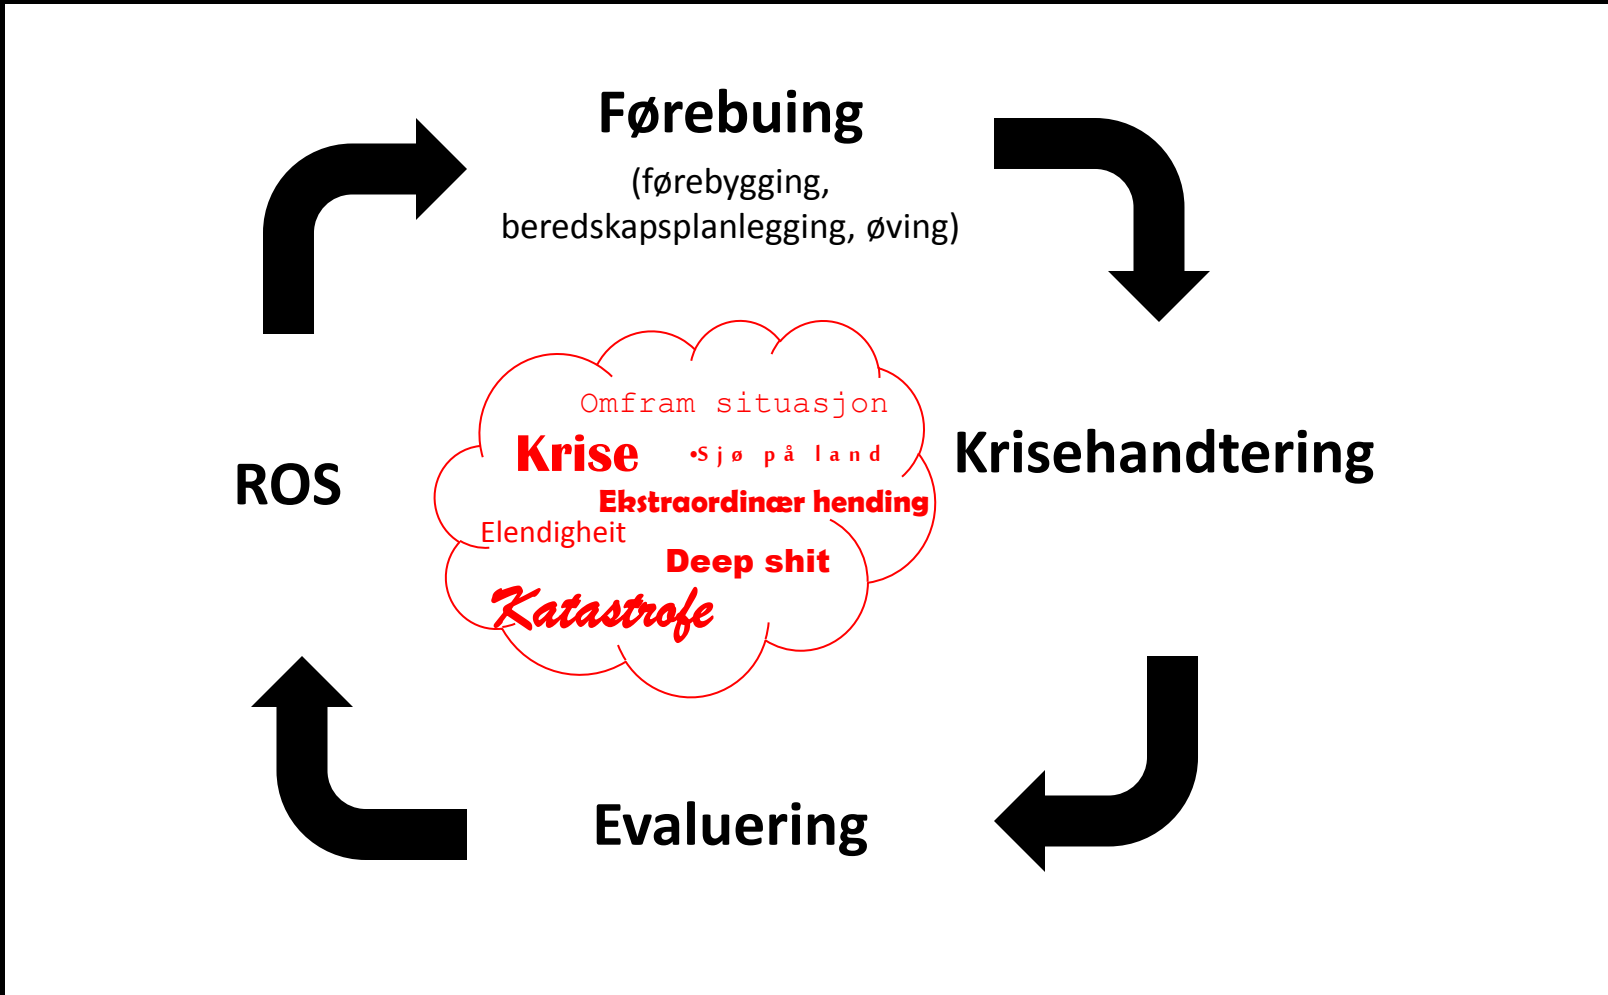 Førebuing
(førebygging,
beredskapsplanlegging, øving)
Omfram situasjon
Krise
•Sjø på land
Ekstraordinær hending
Elendigheit
Deep shit
Katastrofe
Krisehandtering
ROS
Evaluering